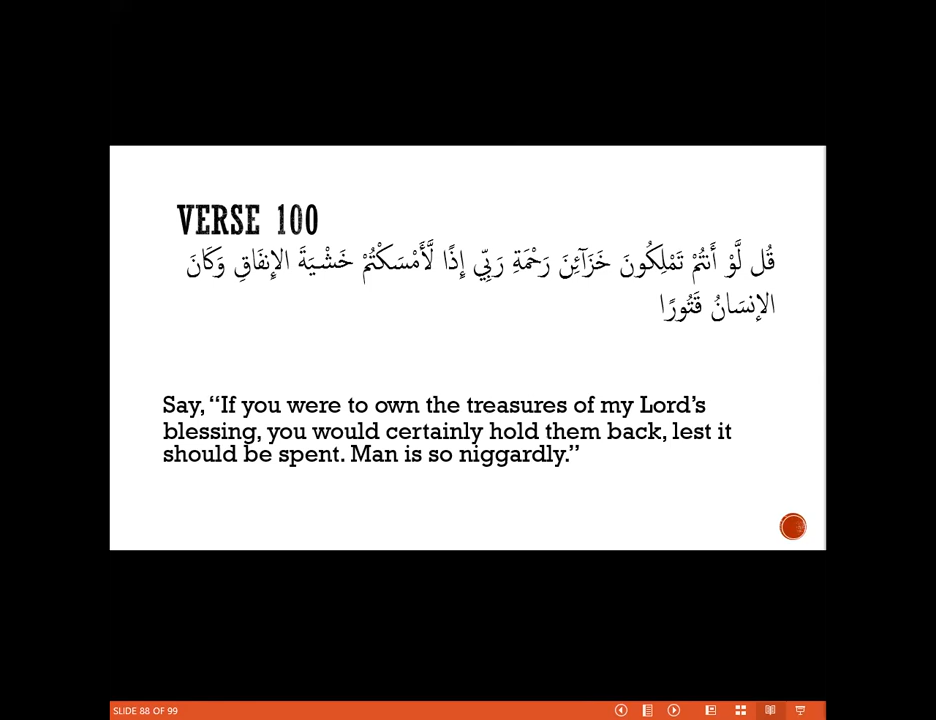 VERSE 100
قُل لَّوْ أَنتُمْ تَمْلِكُونَ خَزَآئِنَ رَحْمَةِ رَبِّي إِذًا لَّأَمْسَكْتُمْ خَشْيَةَ الإِنفَاقِ وَكَانَ
الإنسَانُ قَتُورًا
Say, “If you were to own the treasures of my Lord’s
blessing, you would certainly hold them back, lest it
should be spent. Man is so niggardly.”
SLIDE 88 OF 99